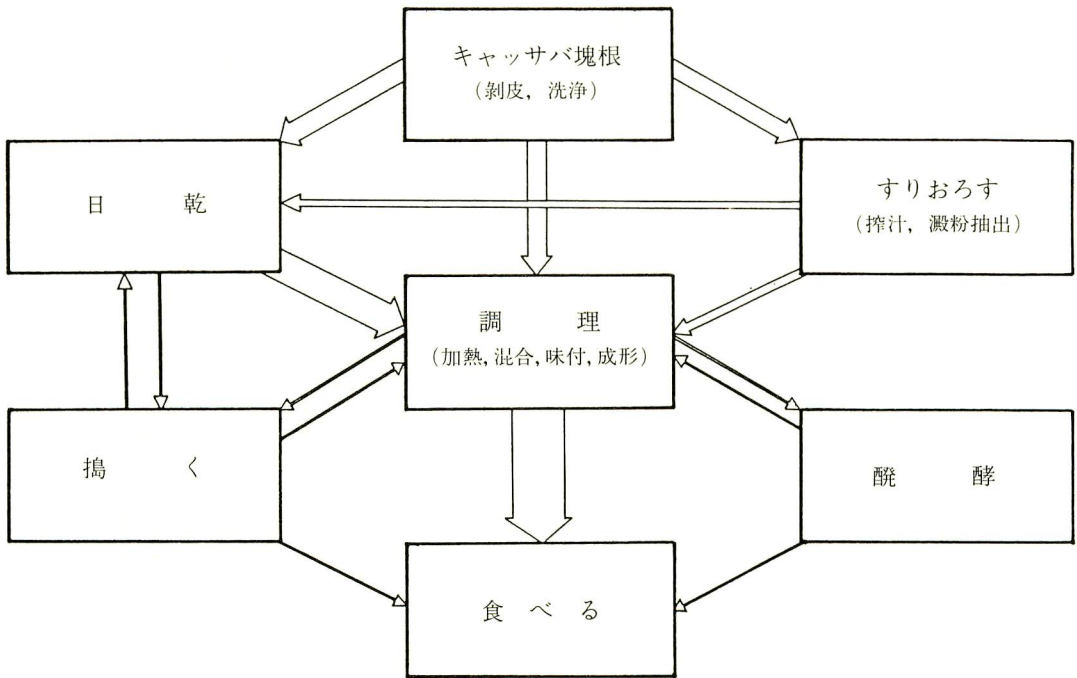 キャッサバ塊根
(剝皮, 洗浄)
日 乾
すりおろす
(搾汁, 澱粉抽出)
調 理
(加熱, 混合, 味付, 成形)
搗 く
醗 酵
食 べ る